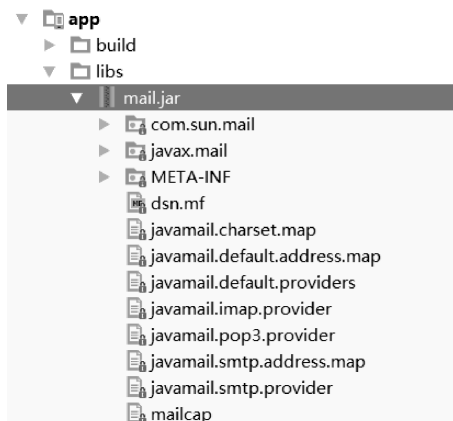 app
build
libs
mail.jar
com.sun.mail
javax.mail
META-INF
dsn.mf
javamail.charset.map
javamail.default.address.map
javamail.default.providers
javamail.imap.provider
javamail.pop3.provider
javamail.smtp.address.map
javamail.smtp.provider
mailcap